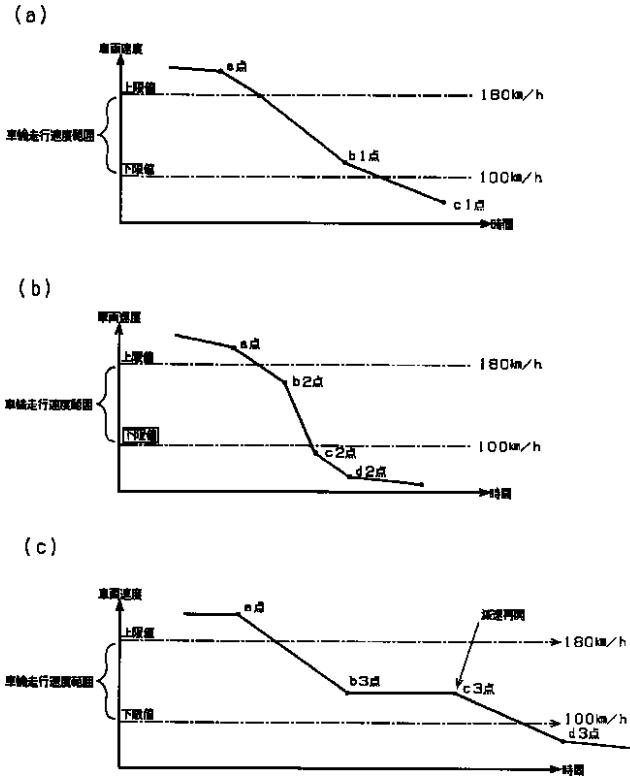 (a)
車両速度
a点
上限値
180km/h
車輪走行速度範囲
b1点
下限値
100km/h
c1点
時間
(b)
車両速度
a点
上限値
180km/h
b2点
車輪走行速度範囲
下限値
100km/h
c2点
d2点
時間
(c)
車両速度
a点
減速再開
上限値
180km/h
車輪走行速度範囲
b3点
c3点
下限値
100km/h
d3点
時間